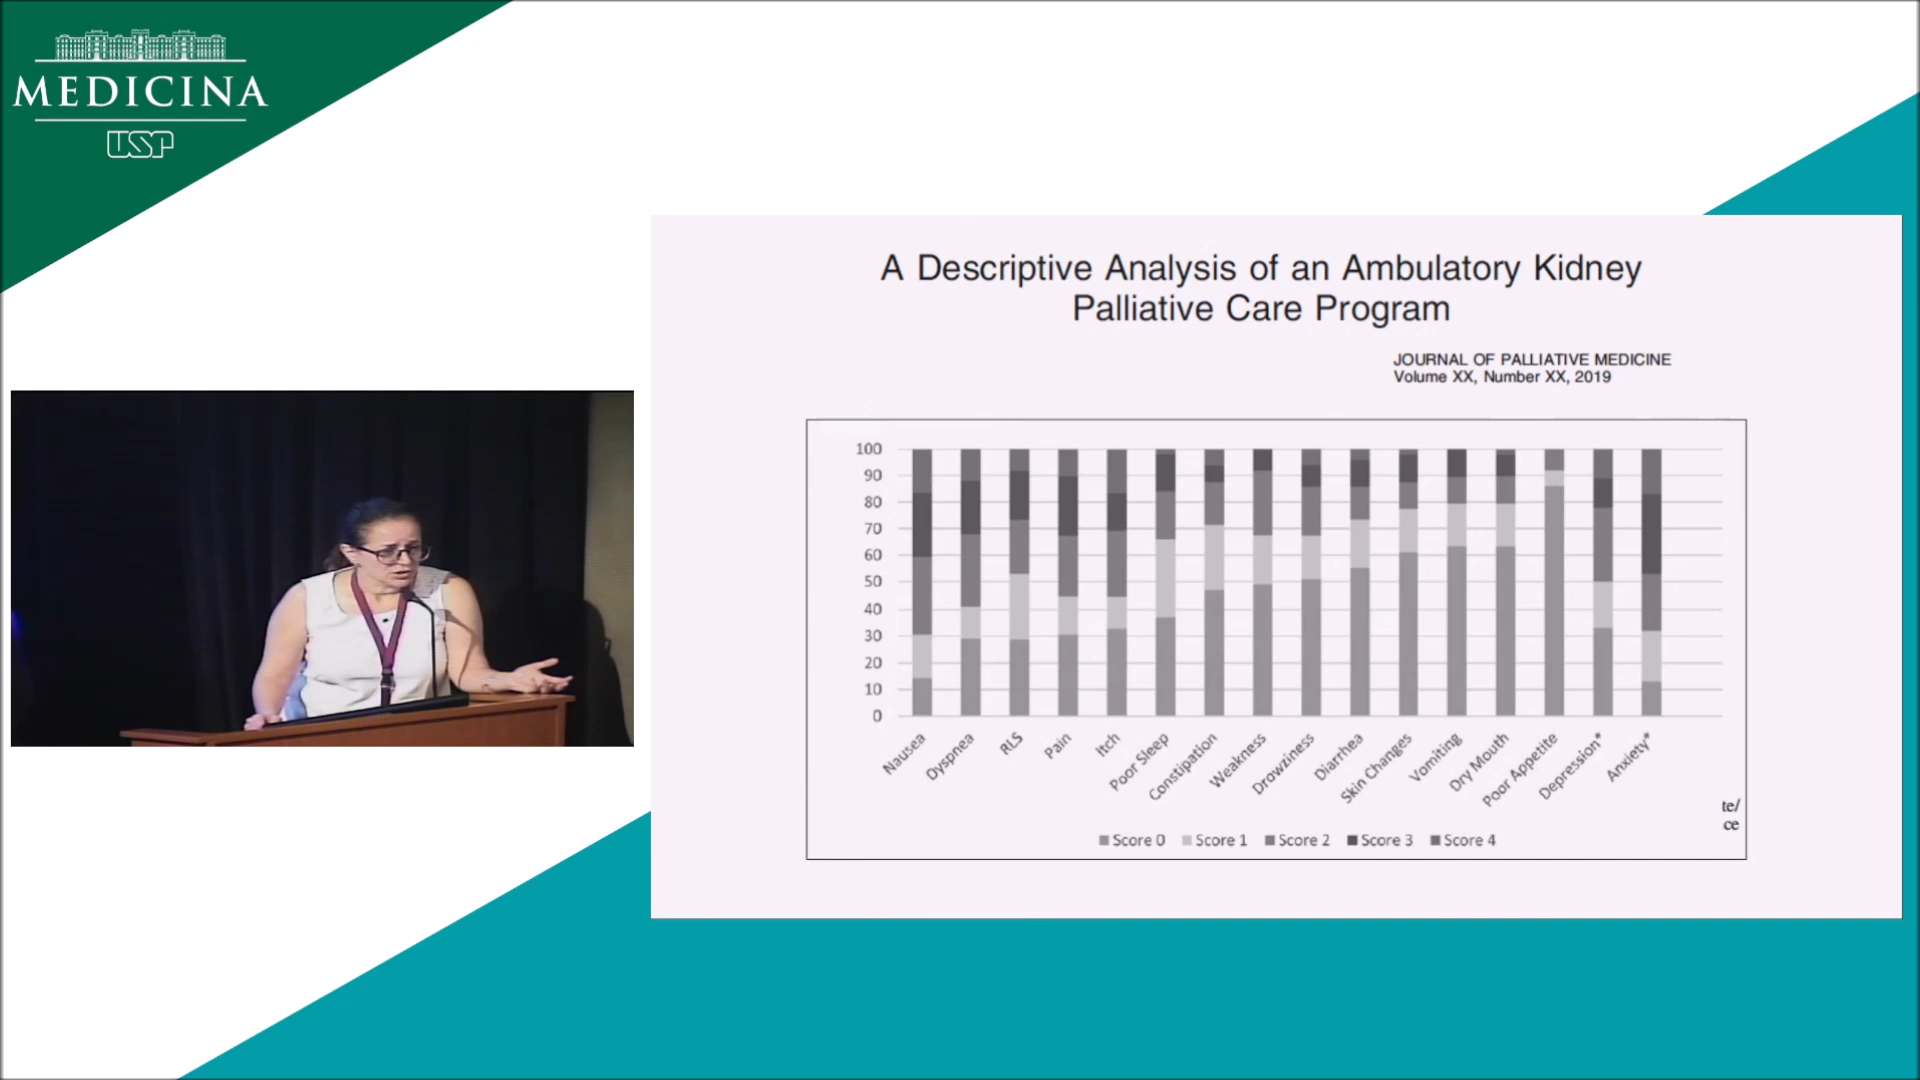 MEDICINA
USP
A Descriptive Analysis of an Ambulatory Kidney
Palliative Care Program
JOURNAL OF PALLIATIVE MEDICINE
Volume XX, Number XX, 2019
100
90
80
70
60
50
40
30
20
10
0
Nausea
Dyspnea
RLS
Pain
Itch
Poor Sleep
Constipation
Weakness
Drowziness
Diarrhea
Skin Changes
Vomiting
Dry Mouth
Poor Appetite
Depression*
Anxiety*
te/
ce
Score 0 Score 1 Score 2 Score 3 Score 4